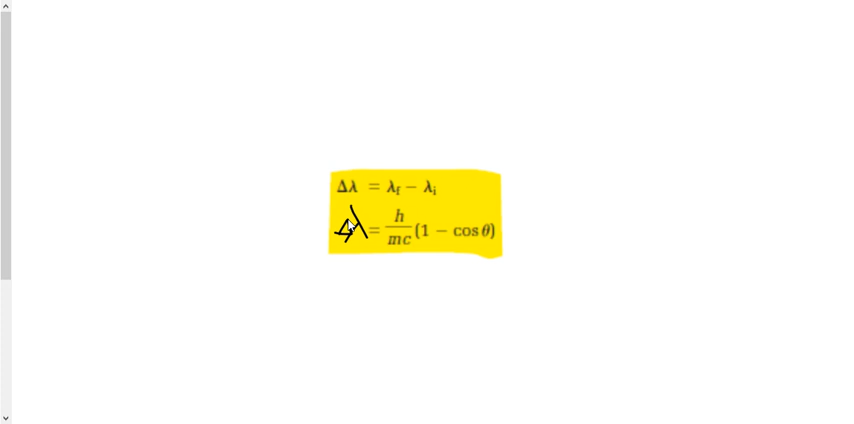 Δλ = λf − λi
Δλ = h/mc (1 − cos θ)